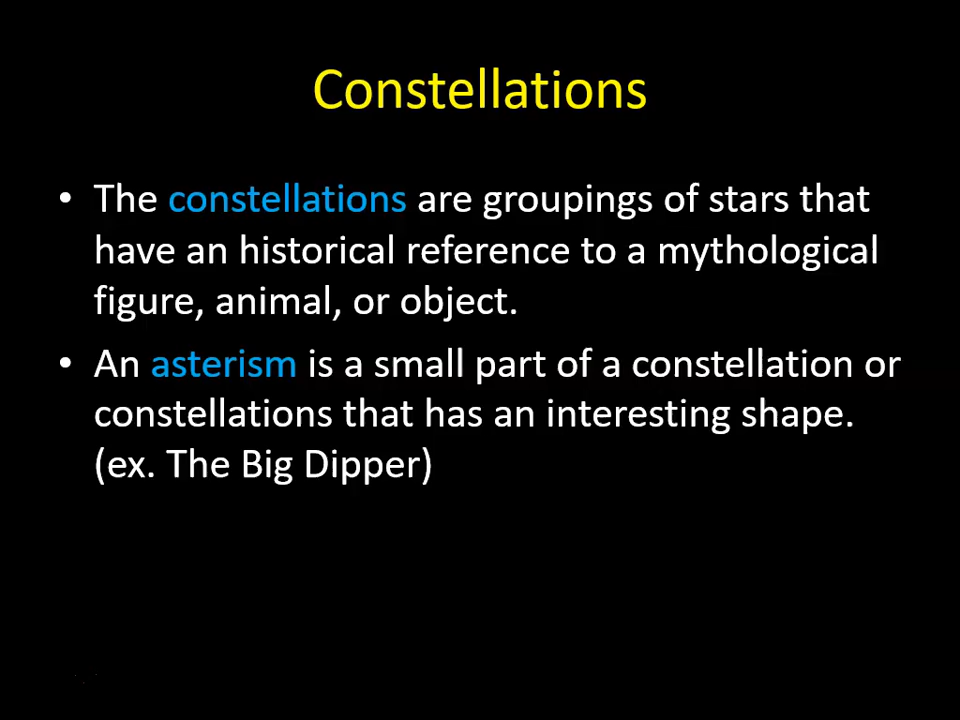 Constellations
• The constellations are groupings of stars that
have an historical reference to a mythological
figure, animal, or object.
• An asterism is a small part of a constellation or
constellations that has an interesting shape.
(ex. The Big Dipper)